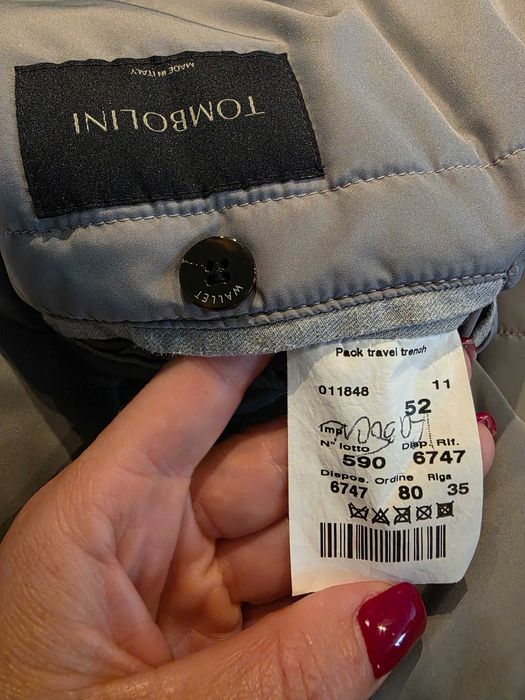 TOMBOLINI
MADE IN ITALY
WALLET
Pack travel trench
011848 11
52
Imp.
N° lotto Disp. Rif.
590 6747
Dispos. Ordine Riga
6747 80 35